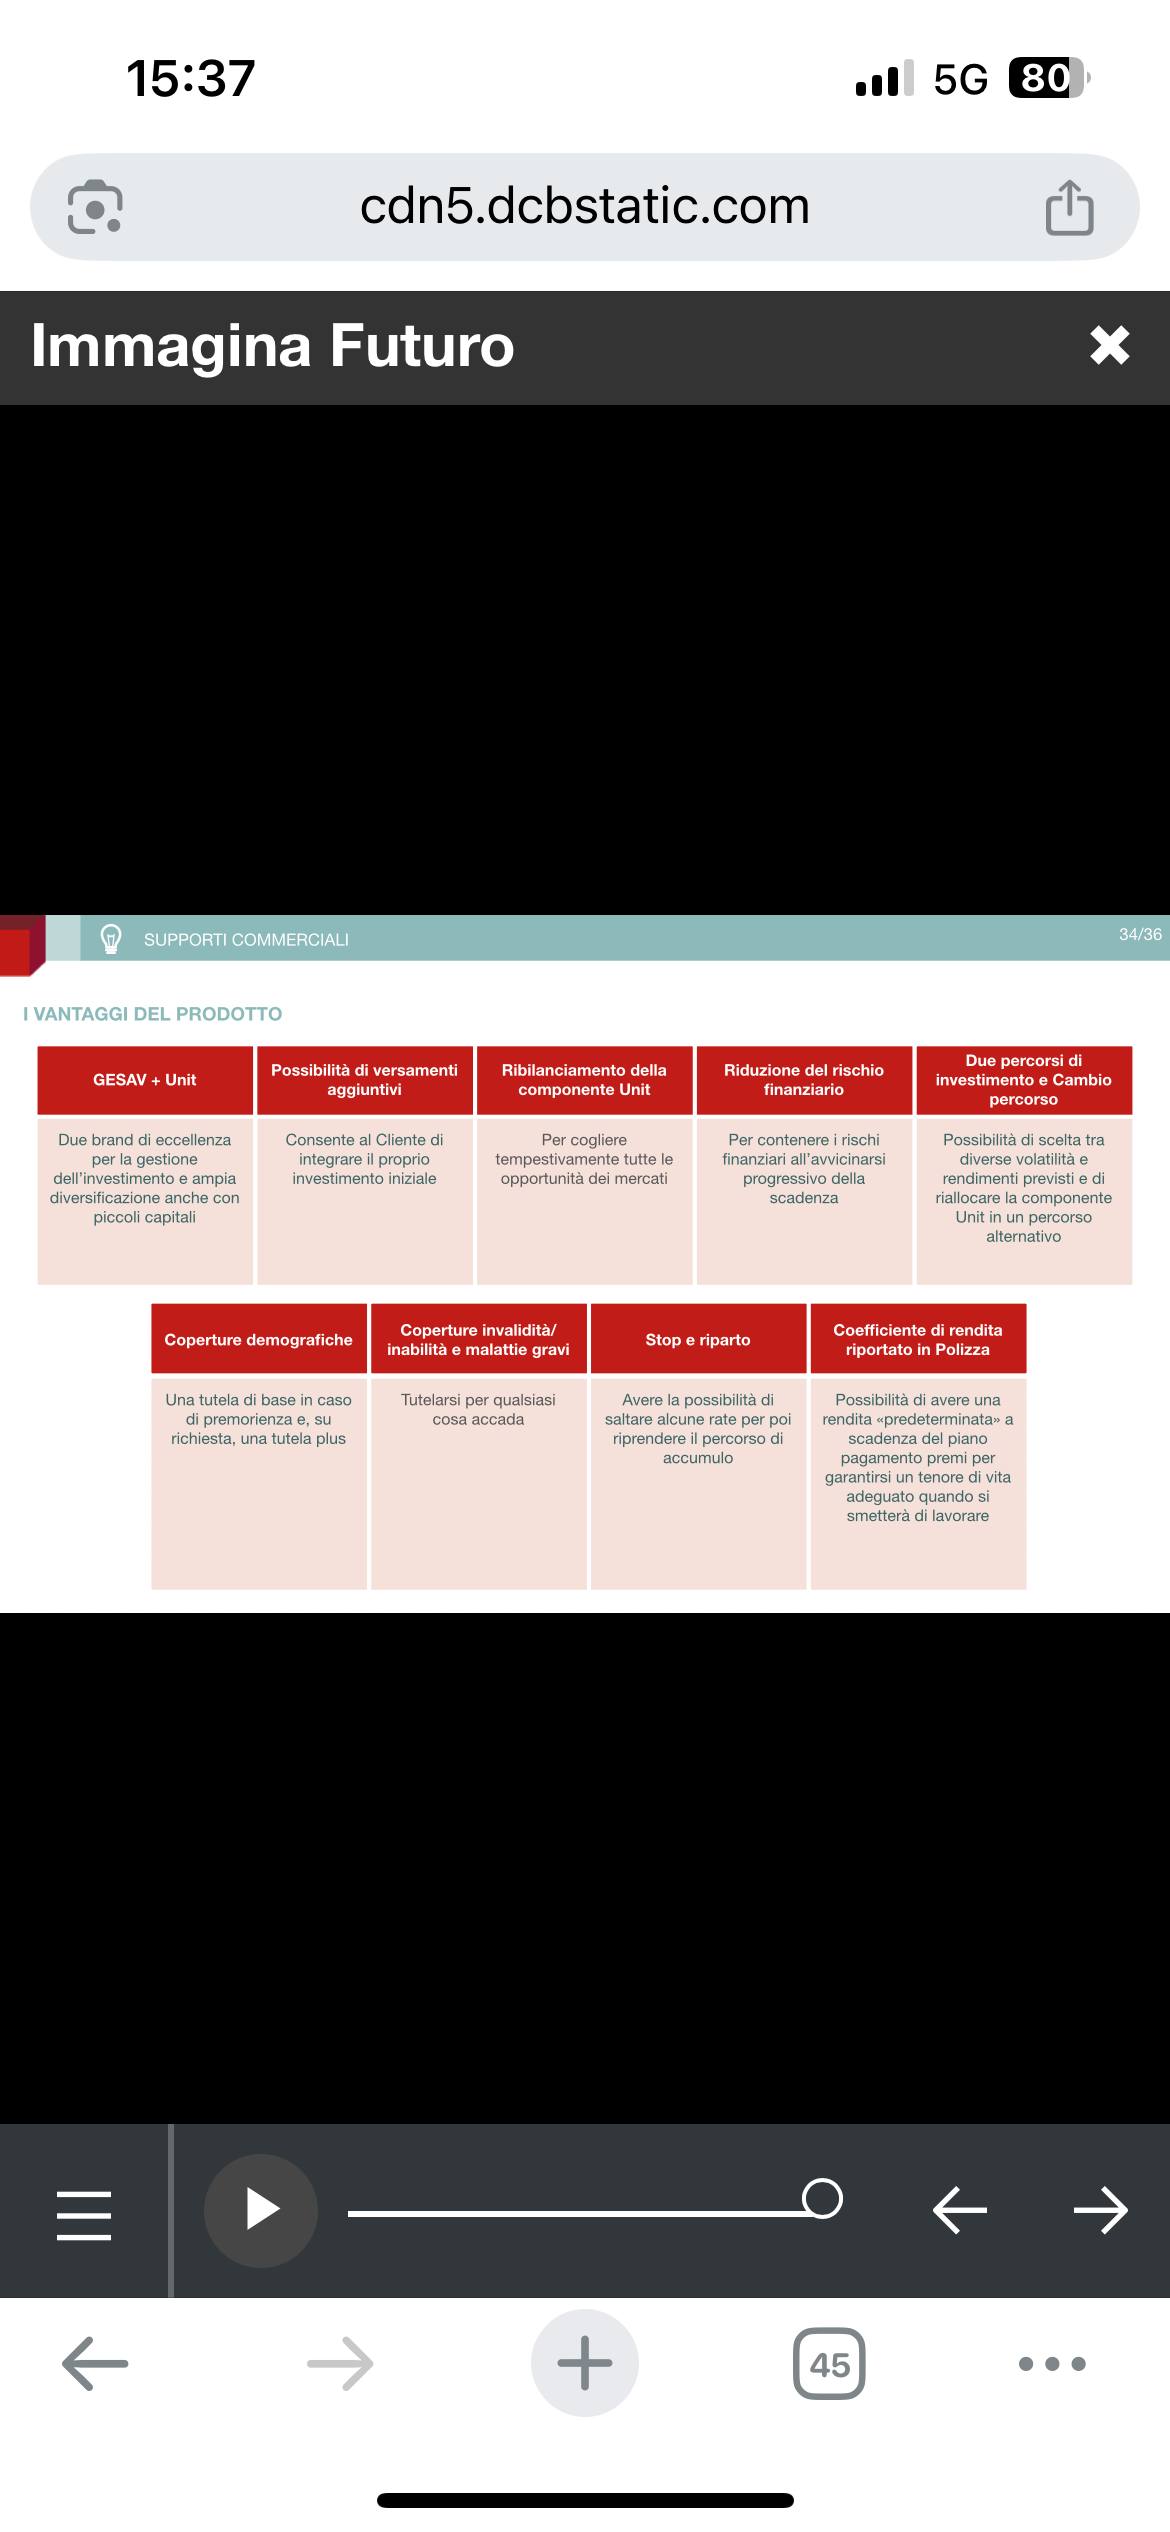 15:37
5G
80
cdn5.dcbstatic.com
Immagina Futuro
SUPPORTI COMMERCIALI
34/36
I VANTAGGI DEL PRODOTTO
GESAV + Unit
Due brand di eccellenza
per la gestione
dell'investimento e ampia
diversificazione anche con
piccoli capitali
Possibilità di versamenti
aggiuntivi
Consente al Cliente di
integrare il proprio
investimento iniziale
Ribilanciamento della
componente Unit
Per cogliere
tempestivamente tutte le
opportunità dei mercati
Riduzione del rischio
finanziario
Per contenere i rischi
finanziari all'avvicinarsi
progressivo della
scadenza
Due percorsi di
investimento e Cambio
percorso
Possibilità di scelta tra
diverse volatilità e
rendimenti previsti e di
riallocare la componente
Unit in un percorso
alternativo
Coperture demografiche
Una tutela di base in caso
di premorienza e, su
richiesta, una tutela plus
Coperture invalidità/
inabilità e malattie gravi
Tutelarsi per qualsiasi
cosa accada
Stop e riparto
Avere la possibilità di
saltare alcune rate per poi
riprendere il percorso di
accumulo
Coefficiente di rendita
riportato in Polizza
Possibilità di avere una
rendita «predeterminata» a
scadenza del piano
pagamento premi per
garantirsi un tenore di vita
adeguato quando si
smetterà di lavorare
45